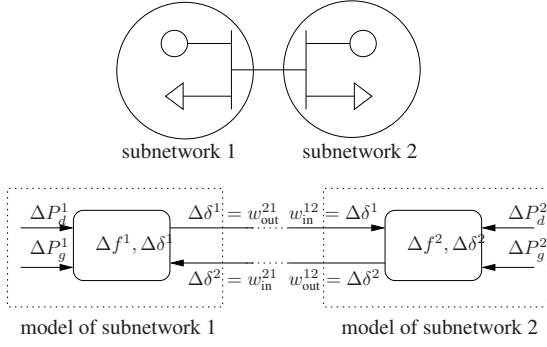 subnetwork 1 subnetwork 2
ΔP_d^1 Δδ^1 = w_out^21 w_in^12 = Δδ^1 ΔP_d^2
ΔP_g^1 Δf^1, Δδ^1 Δf^2, Δδ^2 ΔP_g^2
Δδ^2 = w_in^21 w_out^12 = Δδ^2
model of subnetwork 1 model of subnetwork 2